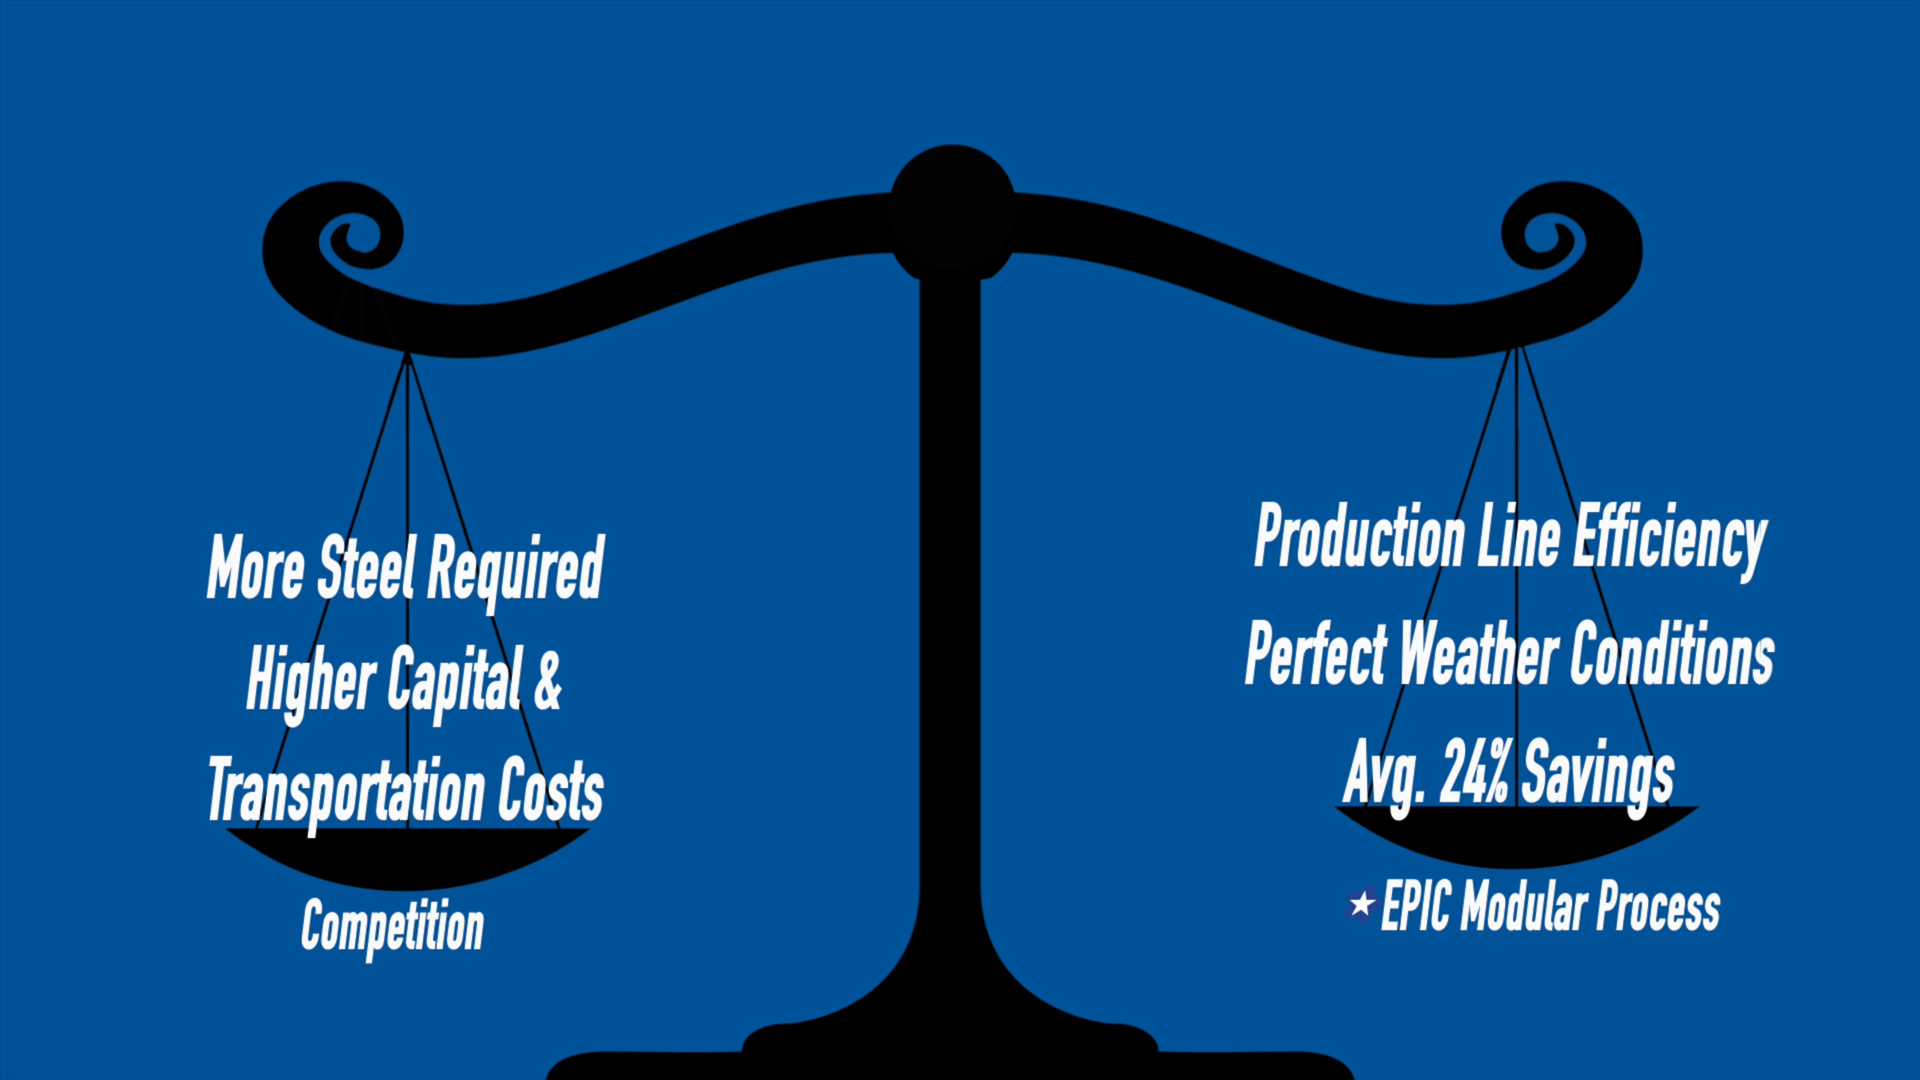 More Steel Required
Higher Capital &
Transportation Costs
Competition
Production Line Efficiency
Perfect Weather Conditions
Avg. 24% Savings
EPIC Modular Process